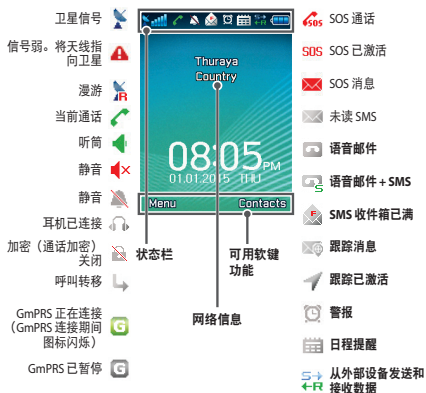 卫星信号
信号弱。将天线指
向卫星
漫游
当前通话
听筒
静音
静音
耳机已连接
加密（通话加密）
关闭
呼叫转移
GmPRS 正在连接
（GmPRS 连接期间
图标闪烁）
GmPRS 已暂停
Thuraya
Country
08:05 PM
01.01.2015 THU
Menu
Contacts
状态栏
可用软键
功能
网络信息
SOS 通话
SOS 已激活
SOS 消息
未读 SMS
语音邮件
语音邮件 + SMS
SMS 收件箱已满
跟踪消息
跟踪已激活
警报
日程提醒
从外部设备发送和
接收数据